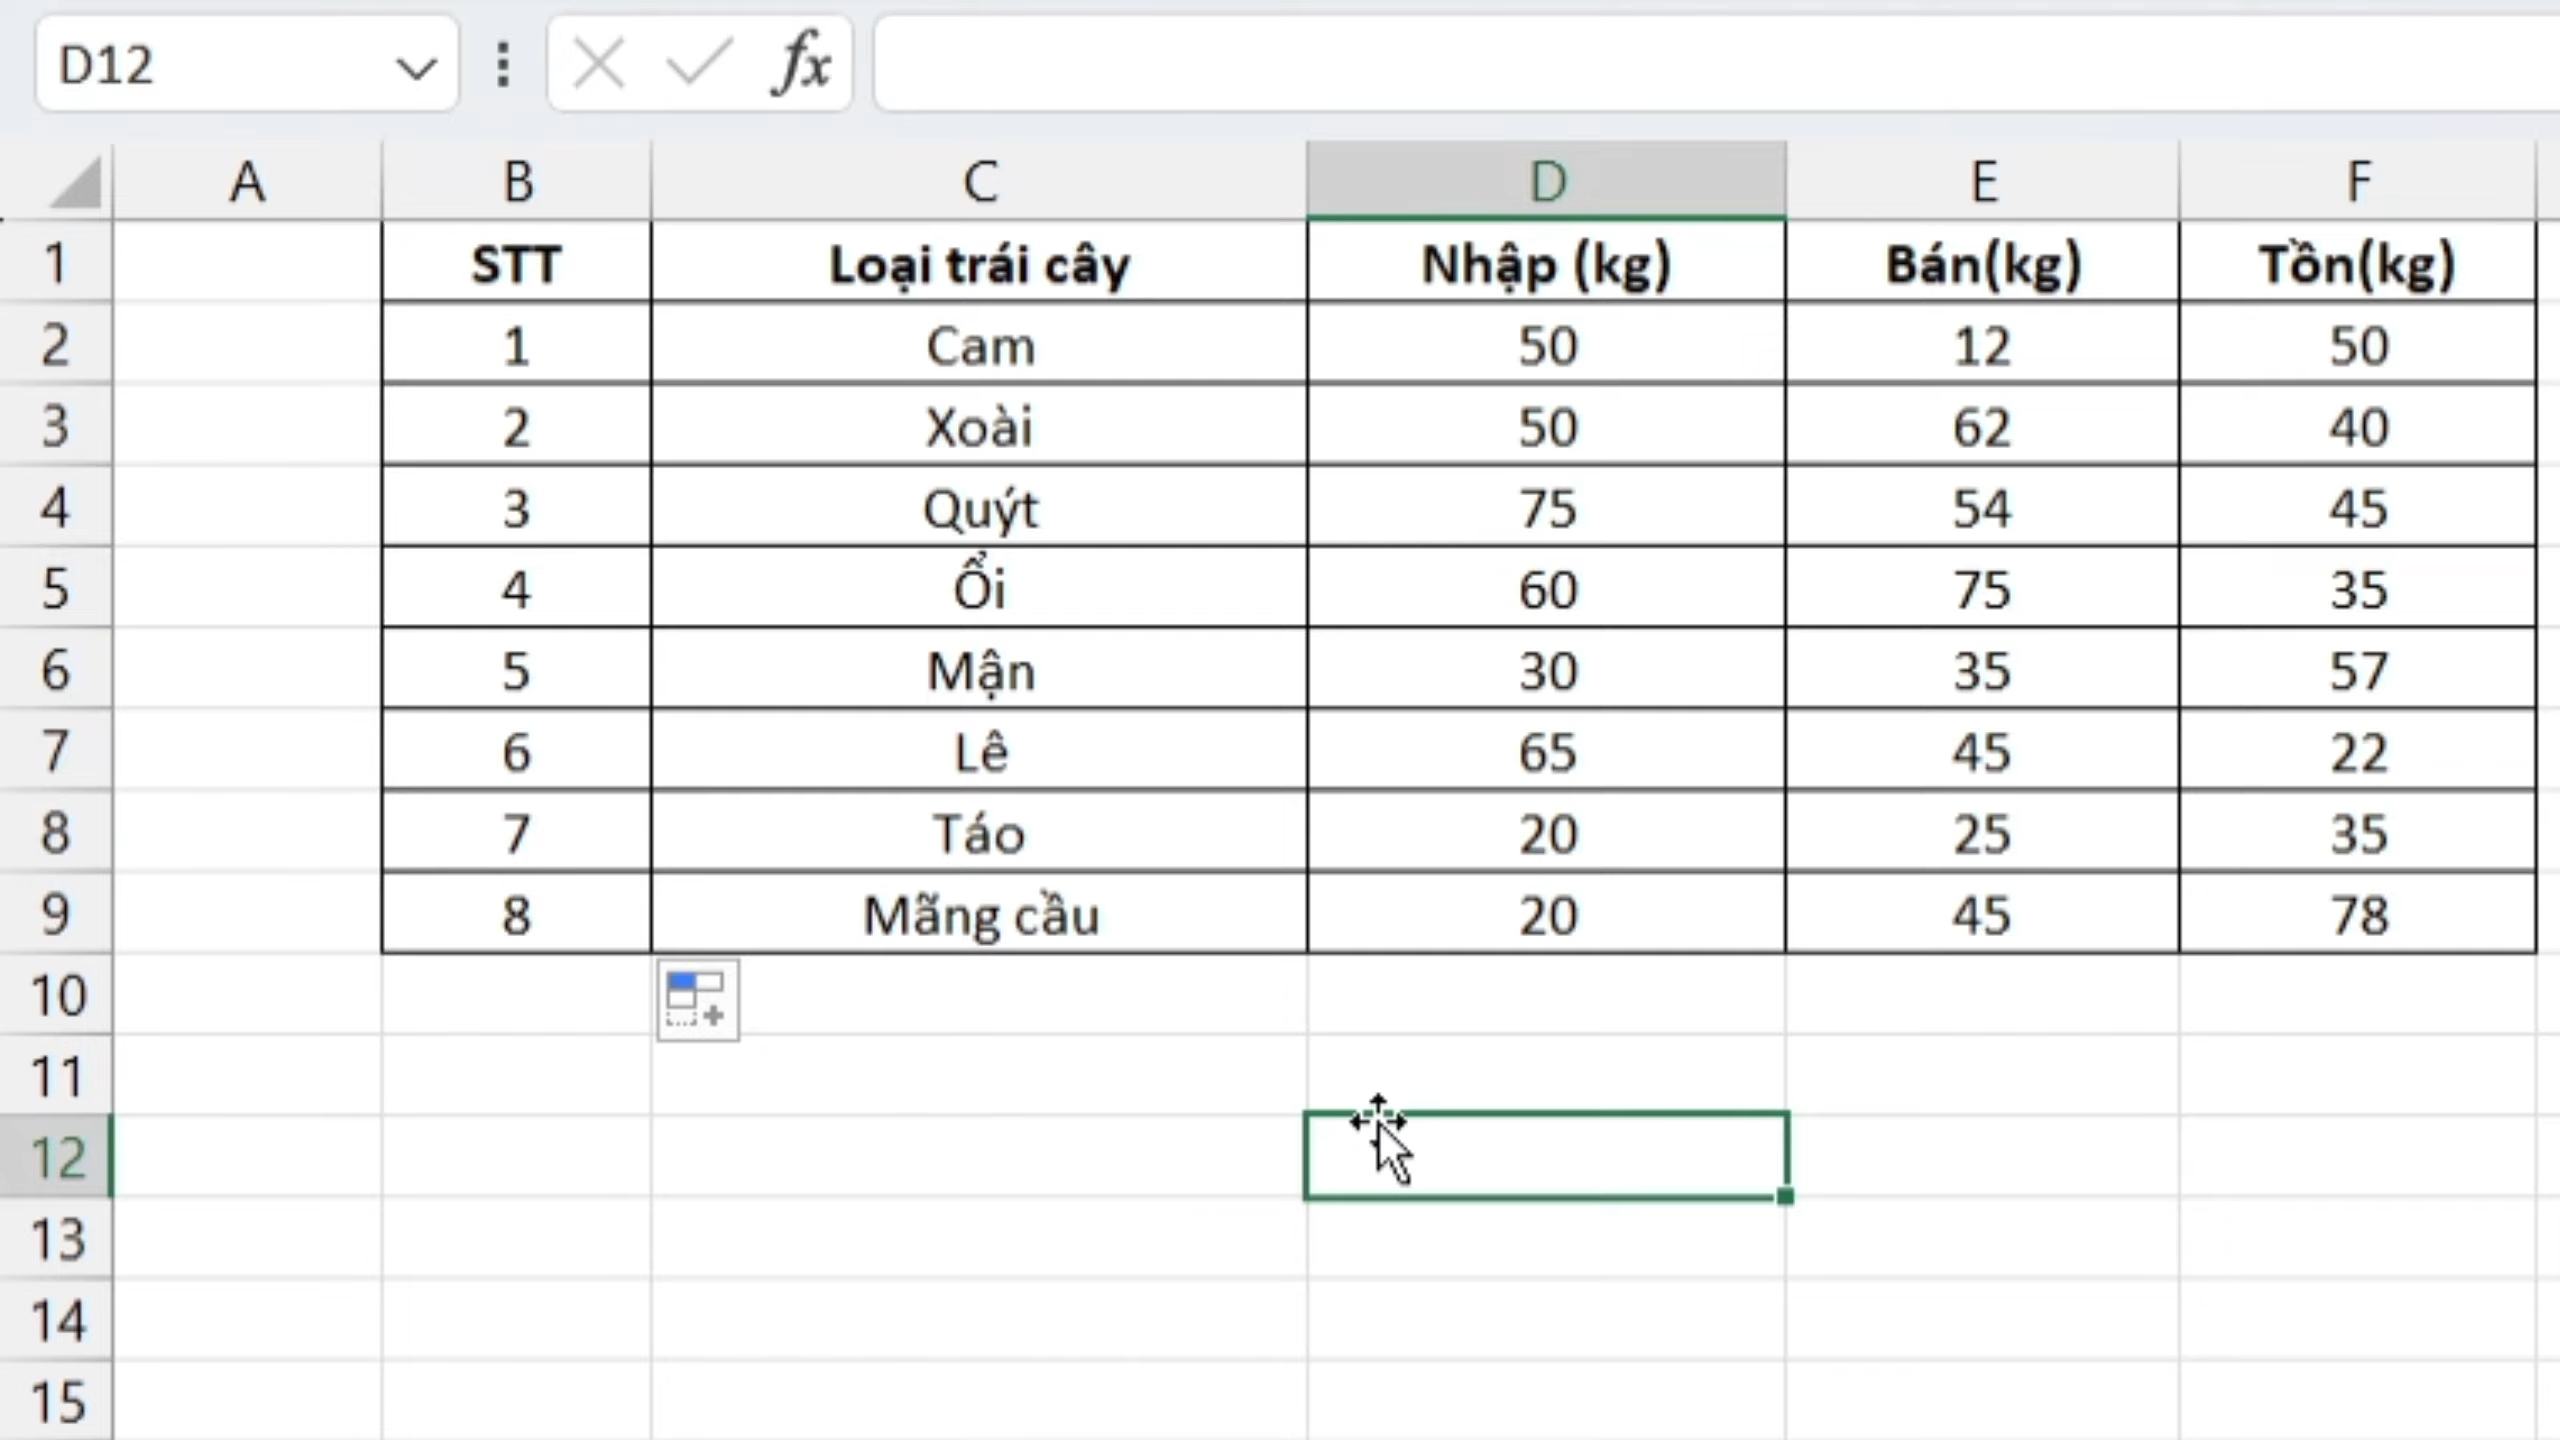 D12 fx
A B C D E F
1 STT Loại trái cây Nhập (kg) Bán(kg) Tồn(kg)
2 1 Cam 50 12 50
3 2 Xoài 50 62 40
4 3 Quýt 75 54 45
5 4 Ổi 60 75 35
6 5 Mận 30 35 57
7 6 Lê 65 45 22
8 7 Táo 20 25 35
9 8 Mãng cầu 20 45 78
10
11
12
13
14
15